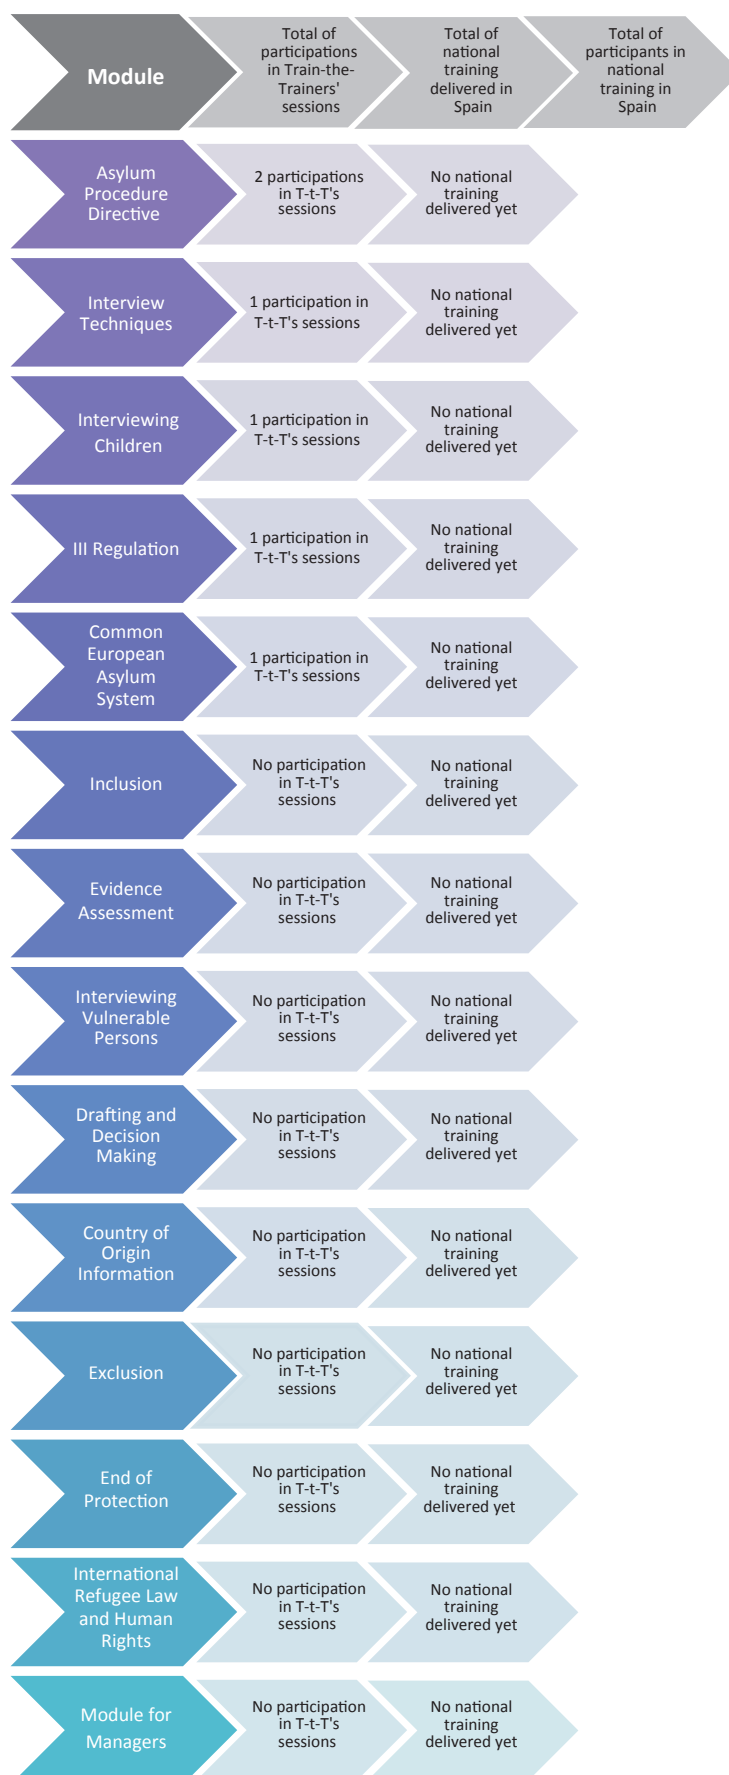 Module
Total of
participations
in Train-the-
Trainers'
sessions
Total of
national
training
delivered in
Spain
Total of
participants in
national
training in
Spain
Asylum
Procedure
Directive
2 participations
in T-t-T's
sessions
No national
training
delivered yet
Interview
Techniques
1 participation in
T-t-T's sessions
No national
training
delivered yet
Interviewing
Children
1 participation in
T-t-T's sessions
No national
training
delivered yet
III Regulation
1 participation in
T-t-T's sessions
No national
training
delivered yet
Common
European
Asylum
System
1 participation in
T-t-T's sessions
No national
training
delivered yet
Inclusion
No participation
in T-t-T's
sessions
No national
training
delivered yet
Evidence
Assessment
No participation
in T-t-T's
sessions
No national
training
delivered yet
Interviewing
Vulnerable
Persons
No participation
in T-t-T's
sessions
No national
training
delivered yet
Drafting and
Decision
Making
No participation
in T-t-T's
sessions
No national
training
delivered yet
Country of
Origin
Information
No participation
in T-t-T's
sessions
No national
training
delivered yet
Exclusion
No participation
in T-t-T's
sessions
No national
training
delivered yet
End of
Protection
No participation
in T-t-T's
sessions
No national
training
delivered yet
International
Refugee Law
and Human
Rights
No participation
in T-t-T's
sessions
No national
training
delivered yet
Module for
Managers
No participation
in T-t-T's
sessions
No national
training
delivered yet